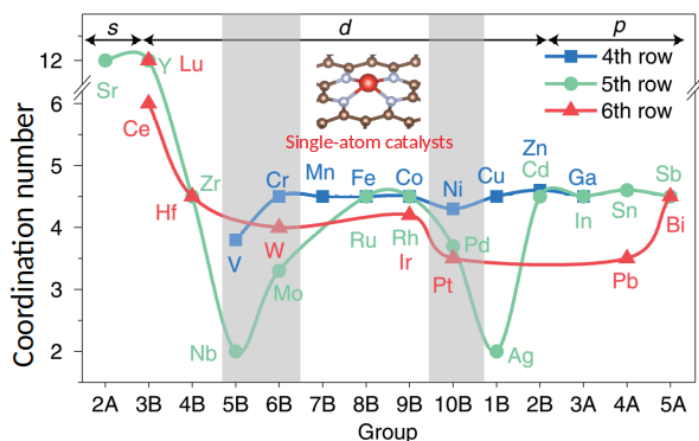 s d p
4th row
5th row
6th row
Single-atom catalysts
Coordination number
12
6
5
4
3
2
Sr
Y Lu
Ce
Zr
Hf
V
Cr
Mn
Fe
Co
Ni
Cu
Zn
Cd
Ga
In
Sn
Sb
Bi
Pb
W
Mo
Ru
Rh
Ir
Pd
Pt
Nb
Ag
2A 3B 4B 5B 6B 7B 8B 9B 10B 1B 2B 3A 4A 5A
Group